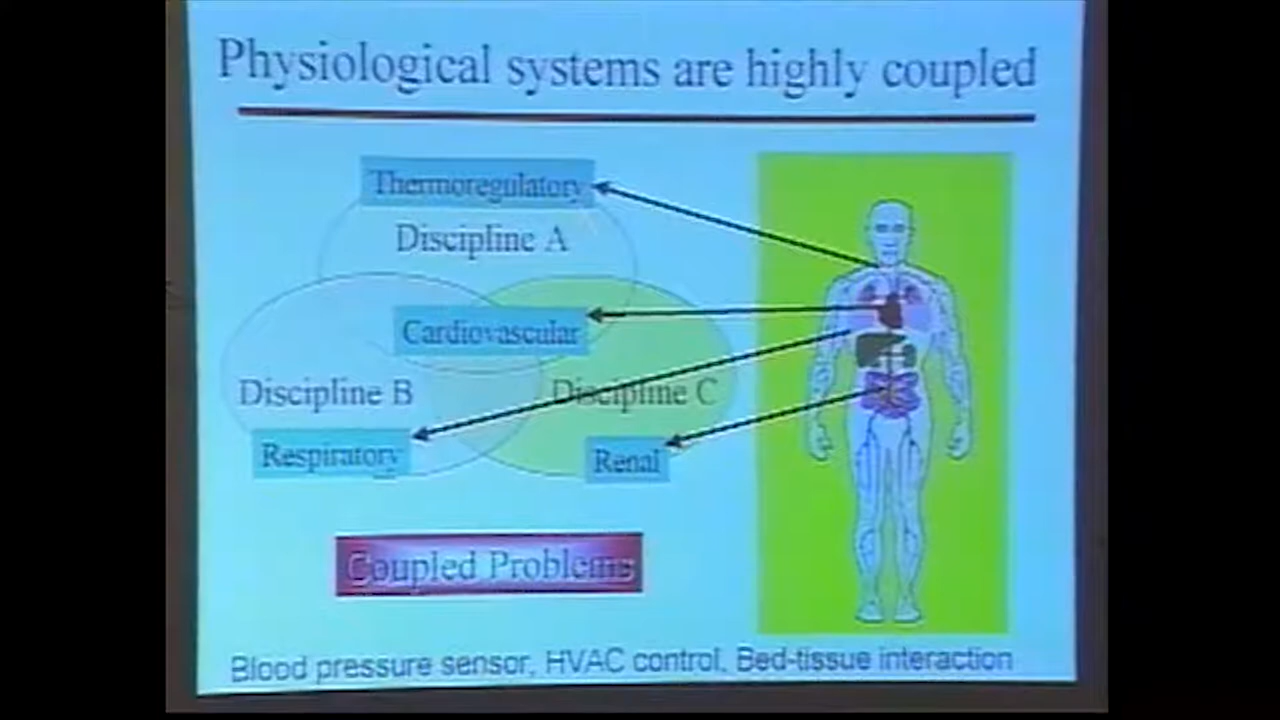 Physiological systems are highly coupled
Thermoregulatory
Discipline A
Cardiovascular
Discipline B
Discipline C
Respiratory
Renal
Coupled Problems
Blood pressure sensor, HVAC control, Bed-tissue interaction